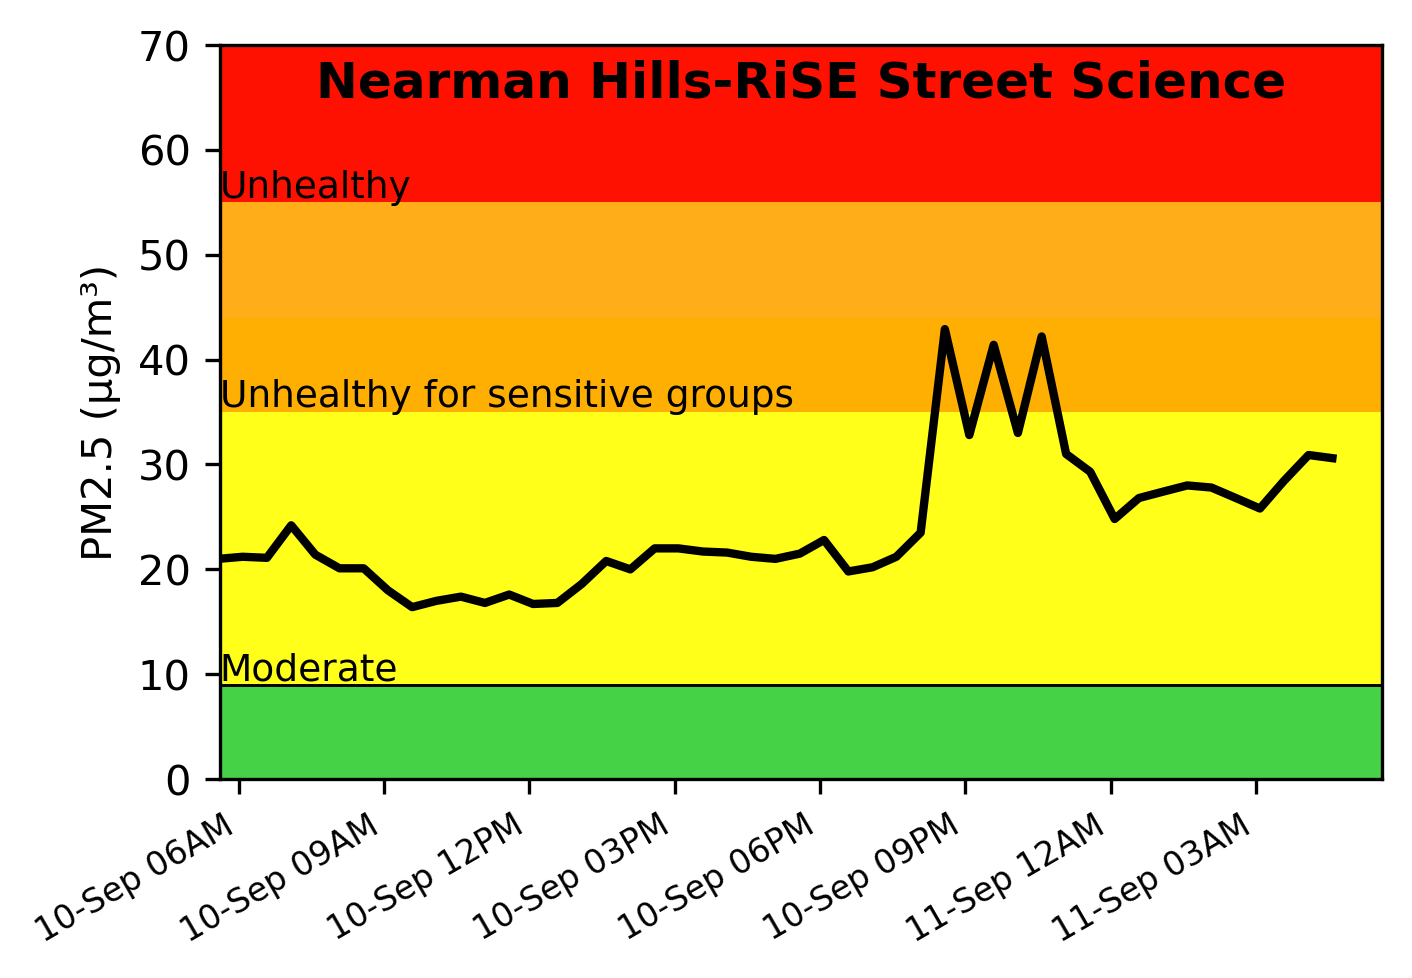 Nearman Hills-RiSE Street Science
70
60
50
40
30
20
10
0
PM2.5 (µg/m³)
Unhealthy
Unhealthy for sensitive groups
Moderate
10-Sep 06AM
10-Sep 09AM
10-Sep 12PM
10-Sep 03PM
10-Sep 06PM
10-Sep 09PM
11-Sep 12AM
11-Sep 03AM